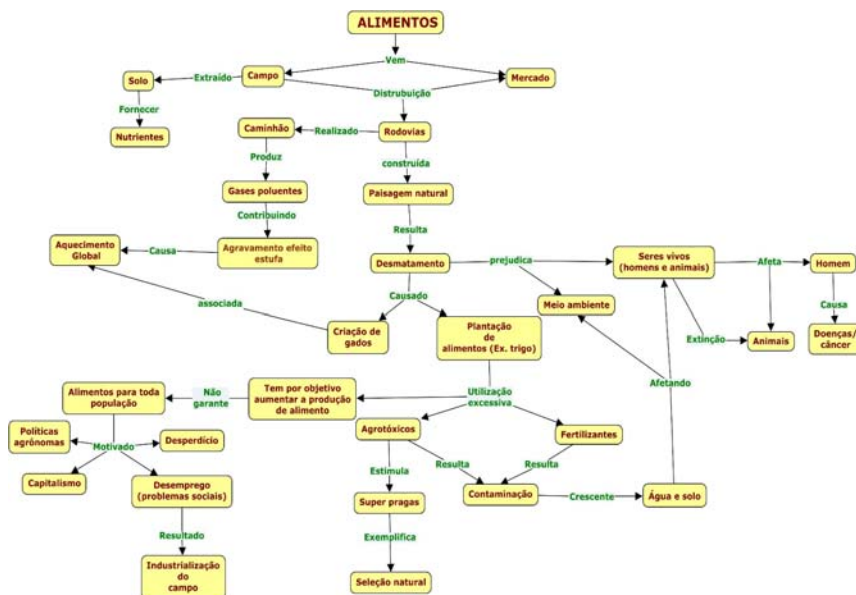 ALIMENTOS
Vem
Solo
Extraído
Campo
Mercado
Fornecer
Distrubuição
Nutrientes
Caminhão
Realizado
Rodovias
Produz
construída
Gases poluentes
Paisagem natural
Contribuindo
Resulta
Aquecimento
Global
Causa
Agravamento efeito
estufa
Desmatamento
prejudica
Seres vivos
(homens e animais)
Afeta
Homem
associada
Causado
Meio ambiente
Causa
Criação de
gados
Plantação
de
alimentos (Ex. trigo)
Extinção
Animais
Doenças/
câncer
Afetando
Alimentos para toda
população
Não
garante
Tem por objetivo
aumentar a produção
de alimento
Utilização
excessiva
Políticas
agrônomas
Motivado
Desperdício
Agrotóxicos
Fertilizantes
Estimula
Resulta
Resulta
Capitalismo
Desemprego
(problemas sociais)
Super pragas
Contaminação
Crescente
Água e solo
Resultado
Exemplifica
Industrialização
do
campo
Seleção natural